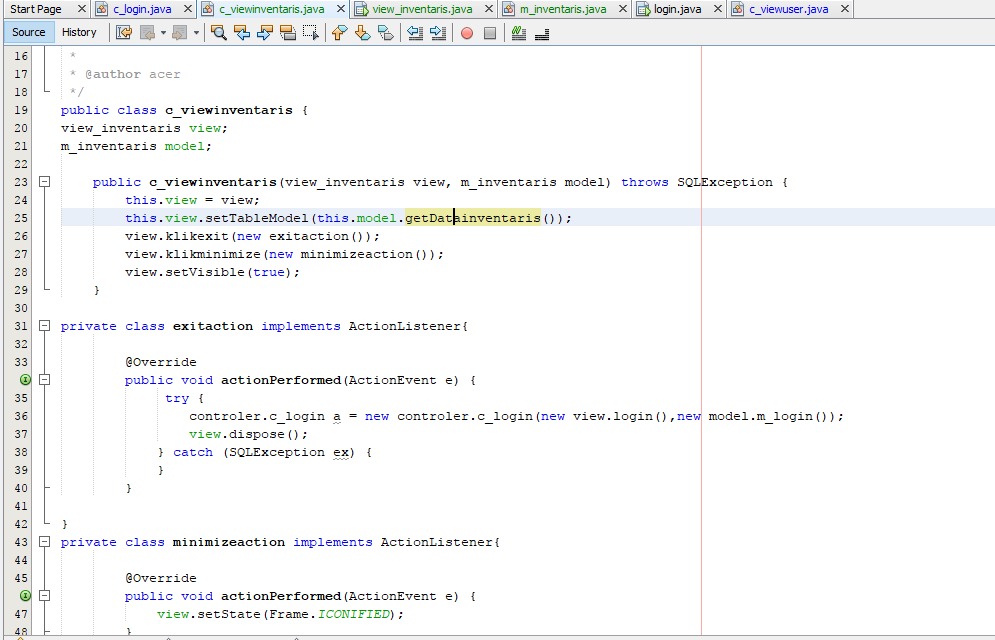 Start Page c_login.java c_viewinventaris.java view_inventaris.java m_inventaris.java login.java c_viewuser.java
Source History
16 *
17 * @author acer
18 */
19 public class c_viewinventaris {
20 view_inventaris view;
21 m_inventaris model;
22
23 public c_viewinventaris(view_inventaris view, m_inventaris model) throws SQLException {
24 this.view = view;
25 this.view.setTableModel(this.model.getDatainventaris());
26 view.klikexit(new exitaction());
27 view.klikminimize(new minimizeaction());
28 view.setVisible(true);
29 }
30
31 private class exitaction implements ActionListener{
32
33 @Override
public void actionPerformed(ActionEvent e) {
35 try {
36 controler.c_login a = new controler.c_login(new view.login(),new model.m_login());
37 view.dispose();
38 } catch (SQLException ex) {
39 }
40 }
41
42 }
43 private class minimizeaction implements ActionListener{
44
45 @Override
public void actionPerformed(ActionEvent e) {
47 view.setState(Frame.ICONIFIED);
48 }